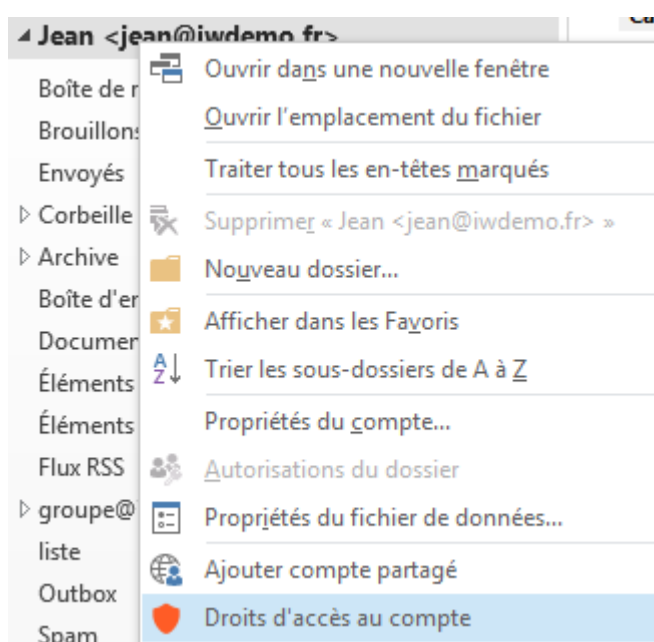 Jean <jean@iwdemo.fr>
Boîte de r
Brouillons
Envoyés
Corbeille
Archive
Boîte d'er
Documer
Éléments
Éléments
Flux RSS
groupe@
liste
Outbox
Spam
Ouvrir dans une nouvelle fenêtre
Ouvrir l'emplacement du fichier
Traiter tous les en-têtes marqués
Supprimer « Jean <jean@iwdemo.fr> »
Nouveau dossier...
Afficher dans les Favoris
Trier les sous-dossiers de A à Z
Propriétés du compte...
Autorisations du dossier
Propriétés du fichier de données...
Ajouter compte partagé
Droits d'accès au compte